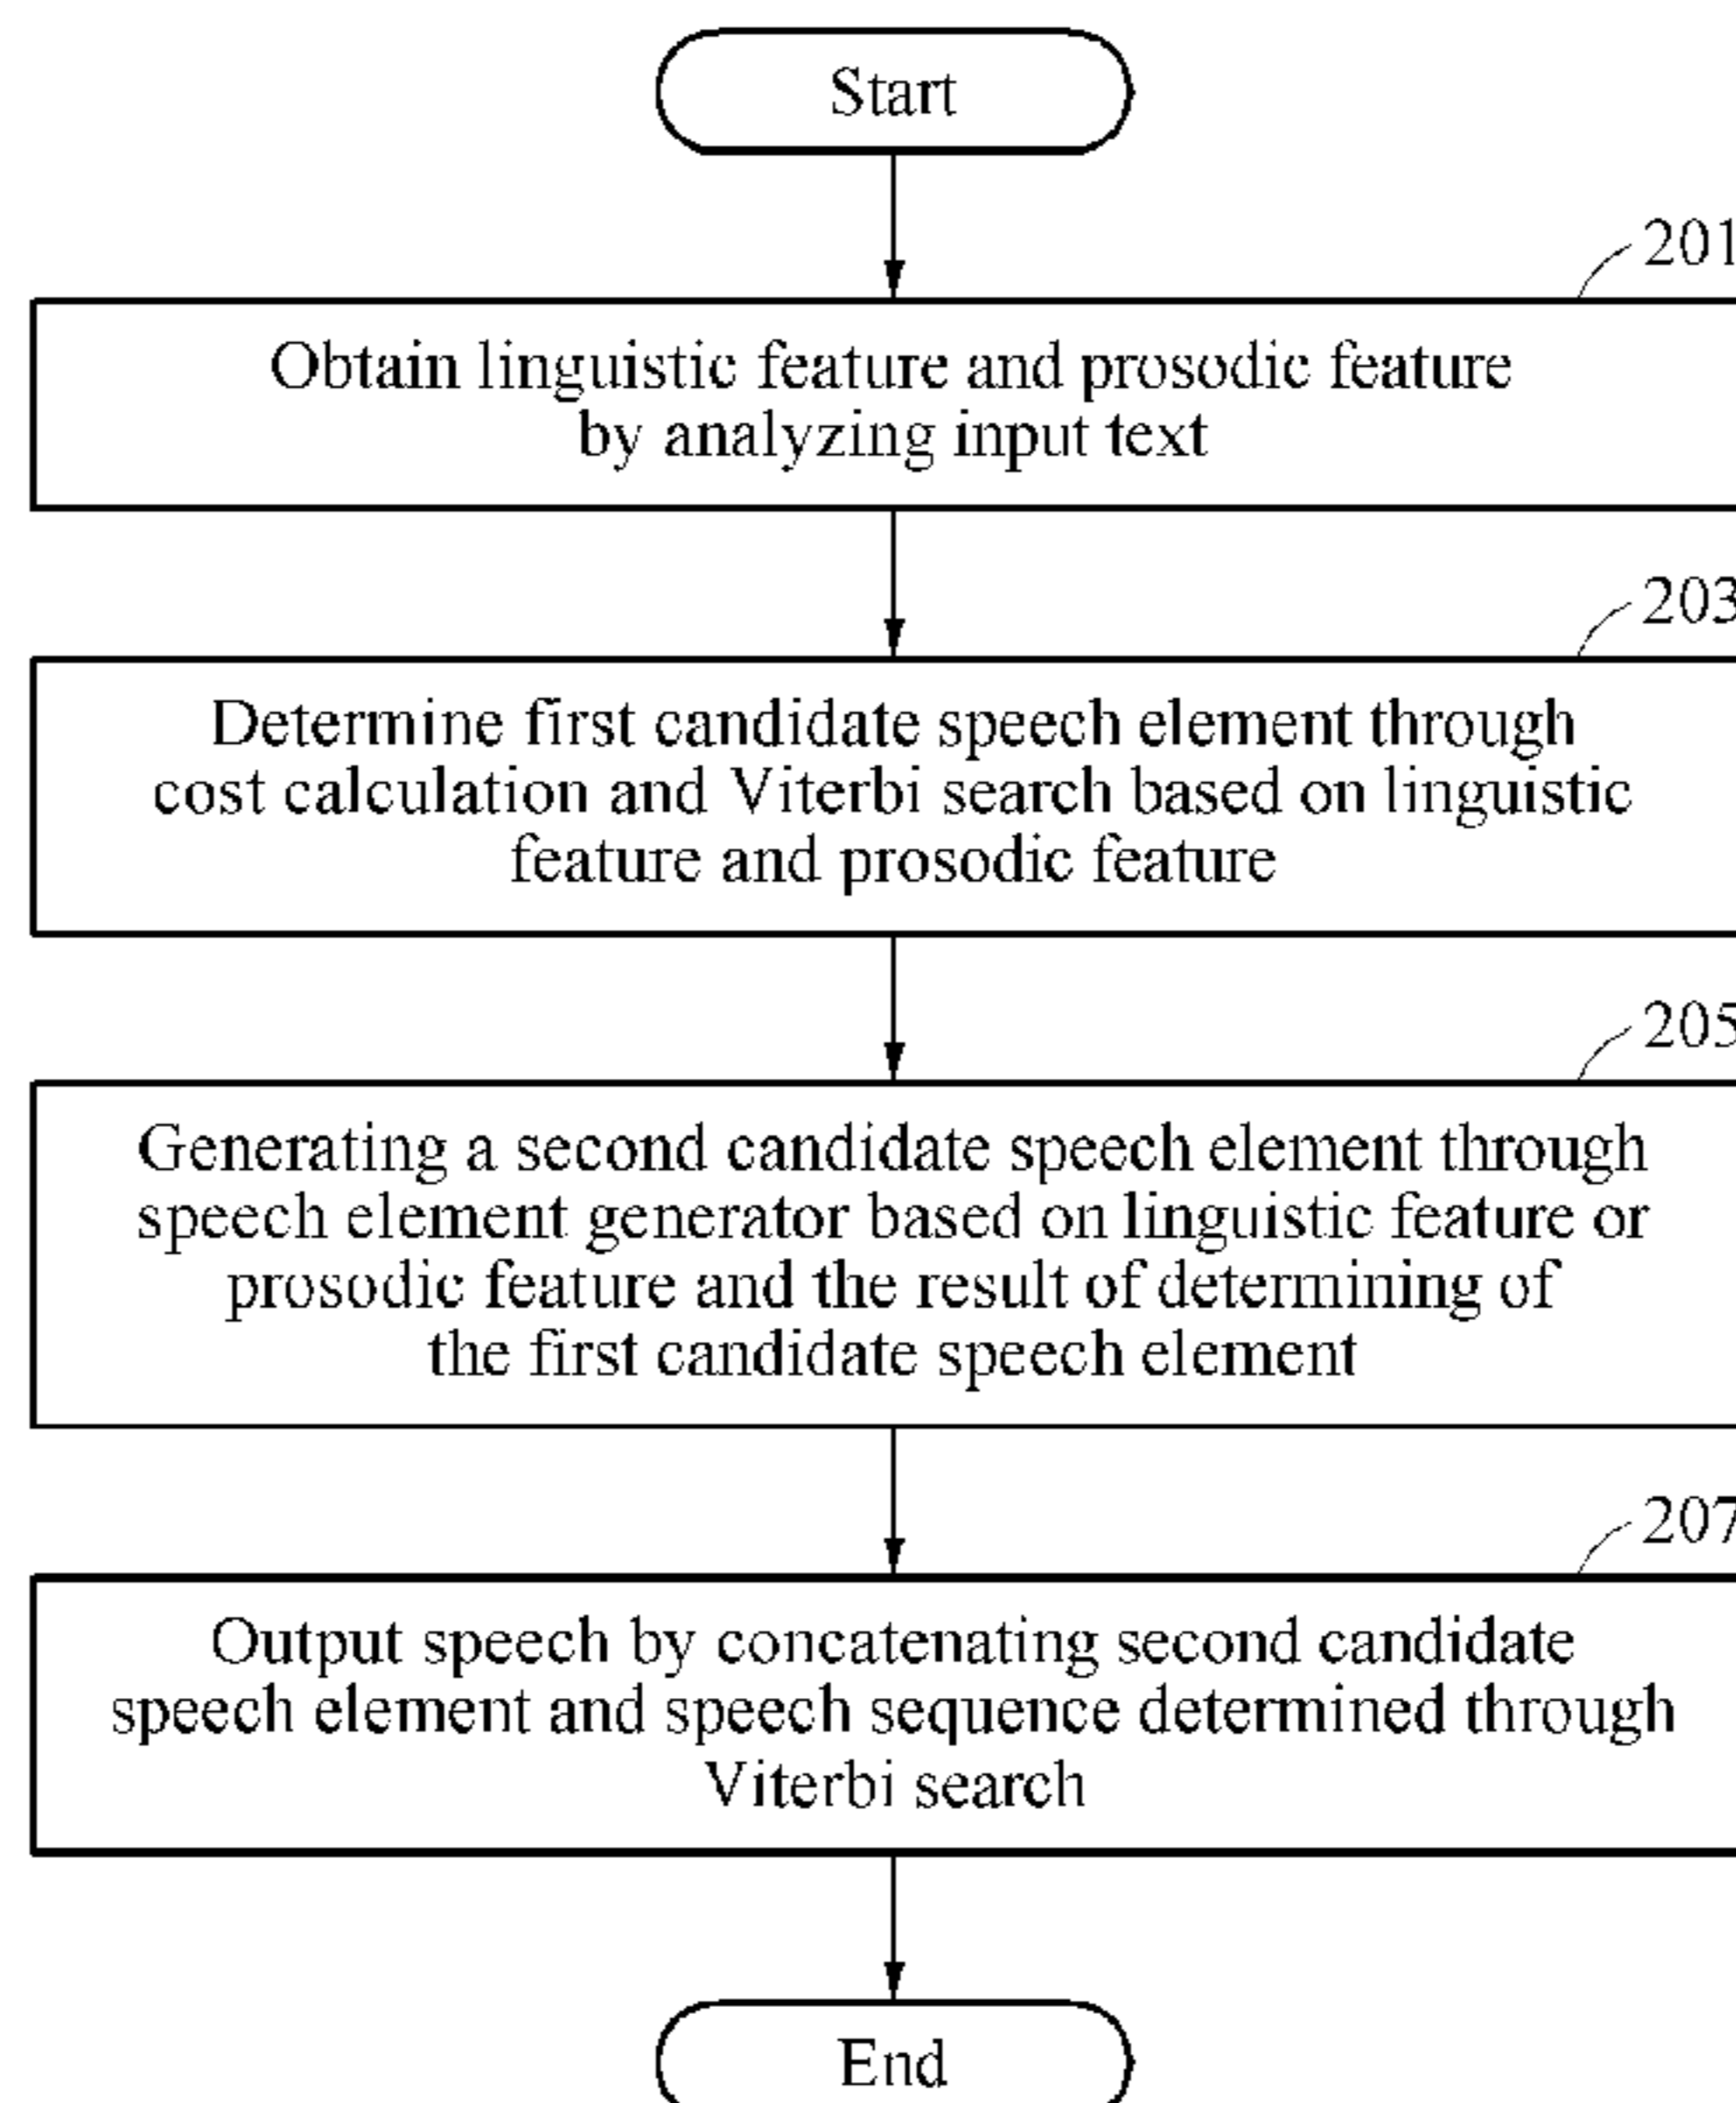 Start
201
Obtain linguistic feature and prosodic feature
by analyzing input text
203
Determine first candidate speech element through
cost calculation and Viterbi search based on linguistic
feature and prosodic feature
205
Generating a second candidate speech element through
speech element generator based on linguistic feature or
prosodic feature and the result of determining of
the first candidate speech element
207
Output speech by concatenating second candidate
speech element and speech sequence determined through
Viterbi search
End